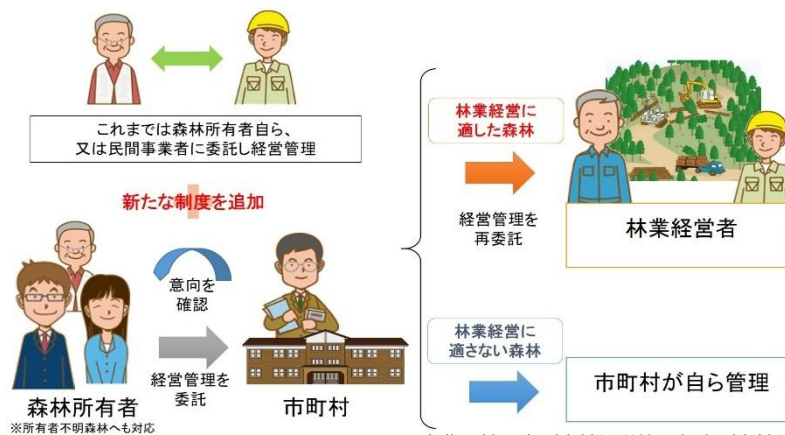 これまでは森林所有者自ら、
又は民間事業者に委託し経営管理
新たな制度を追加
意向を
確認
経営管理を
委託
森林所有者
※所有者不明森林へも対応
市町村
林業経営に
適した森林
経営管理を
再委託
林業経営者
林業経営に
適さない森林
市町村が自ら管理